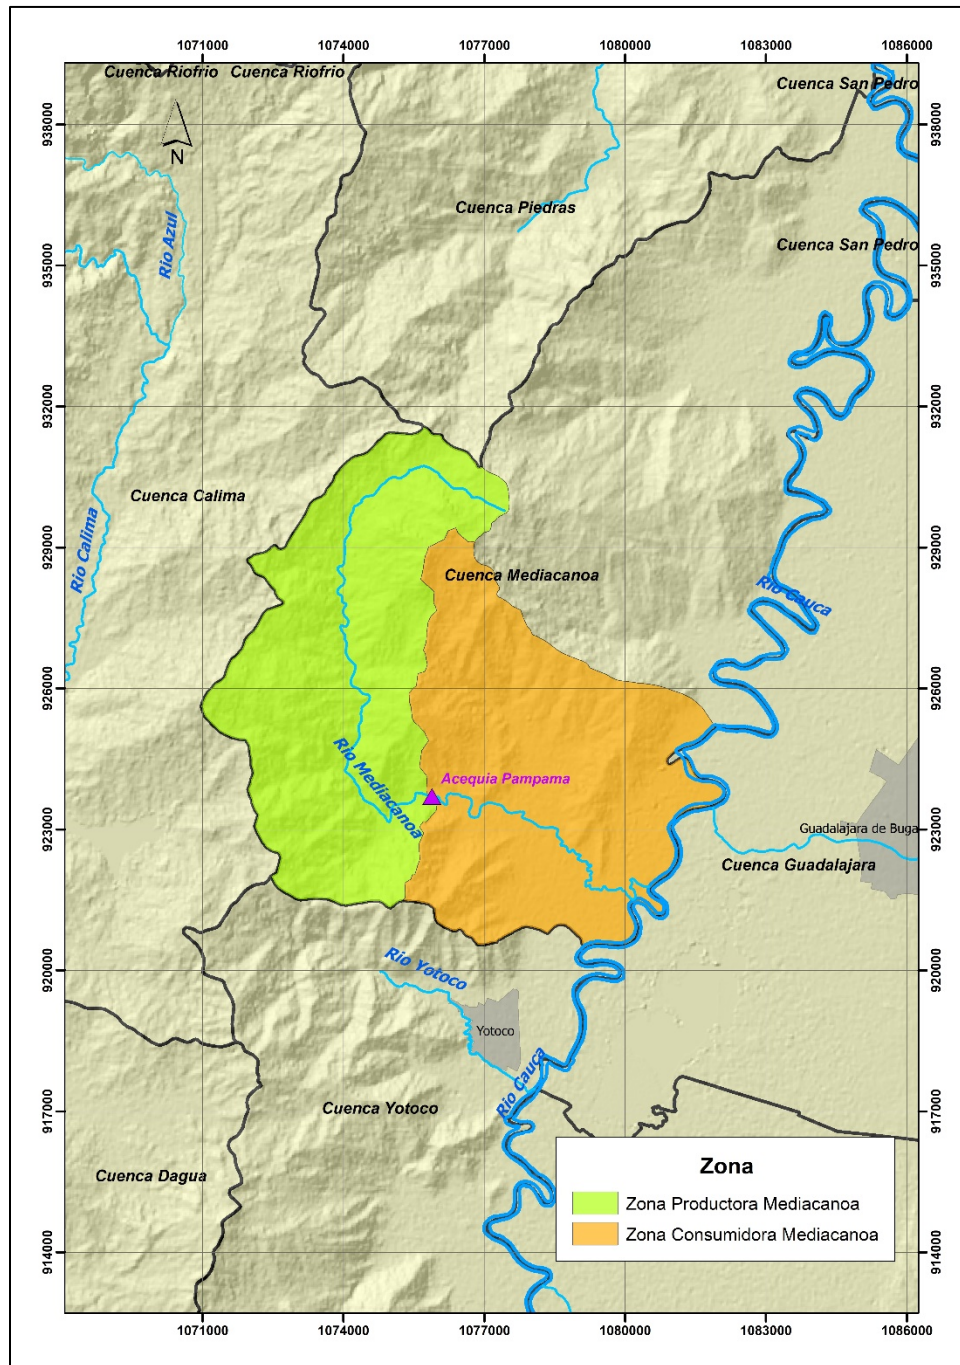 1071000 1074000 1077000 1080000 1083000 1086000
Cuenca Riofrio Cuenca Riofrio
Cuenca San Pedro
938000 938000
N
Cuenca Piedras
Rio Azul
Cuenca San Pedro
935000 935000
932000 932000
Cuenca Calima
Rio Calima
929000 929000
Cuenca Mediacanoa
Rio Cauca
926000 926000
Rio Mediacanoa
Acequia Pampama
923000 923000
Guadalajara de Buga
Cuenca Guadalajara
920000 920000
Rio Yotoco
Yotoco
Rio Cauca
917000 917000
Cuenca Yotoco
Cuenca Dagua
Zona
Zona Productora Mediacanoa
Zona Consumidora Mediacanoa
914000 914000
1071000 1074000 1077000 1080000 1083000 1086000